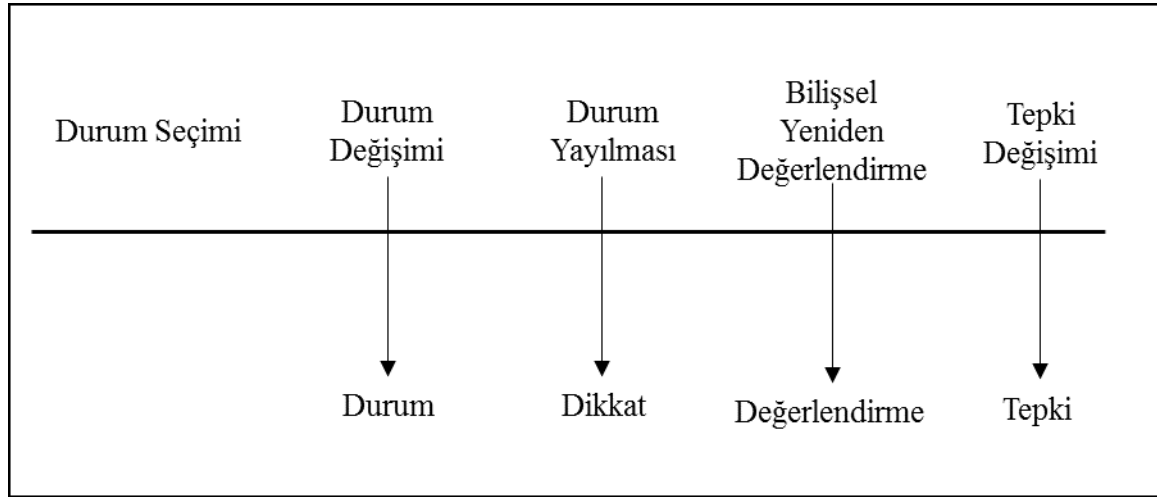 Durum Seçimi
Durum
Değişimi
Durum
Yayılması
Bilişsel
Yeniden
Değerlendirme
Tepki
Değişimi
Durum
Dikkat
Değerlendirme
Tepki